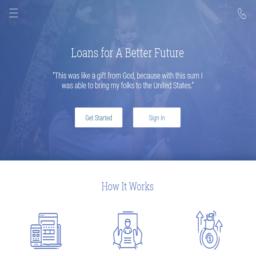 Loans for A Better Future
"This was like a gift from God, because with this sum I
was able to bring my folks to the United States."
Get Started
Sign In
How It Works